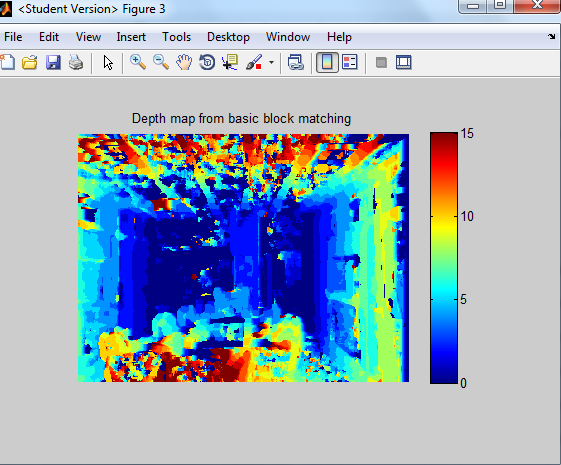 <Student Version> Figure 3
File Edit View Insert Tools Desktop Window Help
Depth map from basic block matching
15
10
5
0